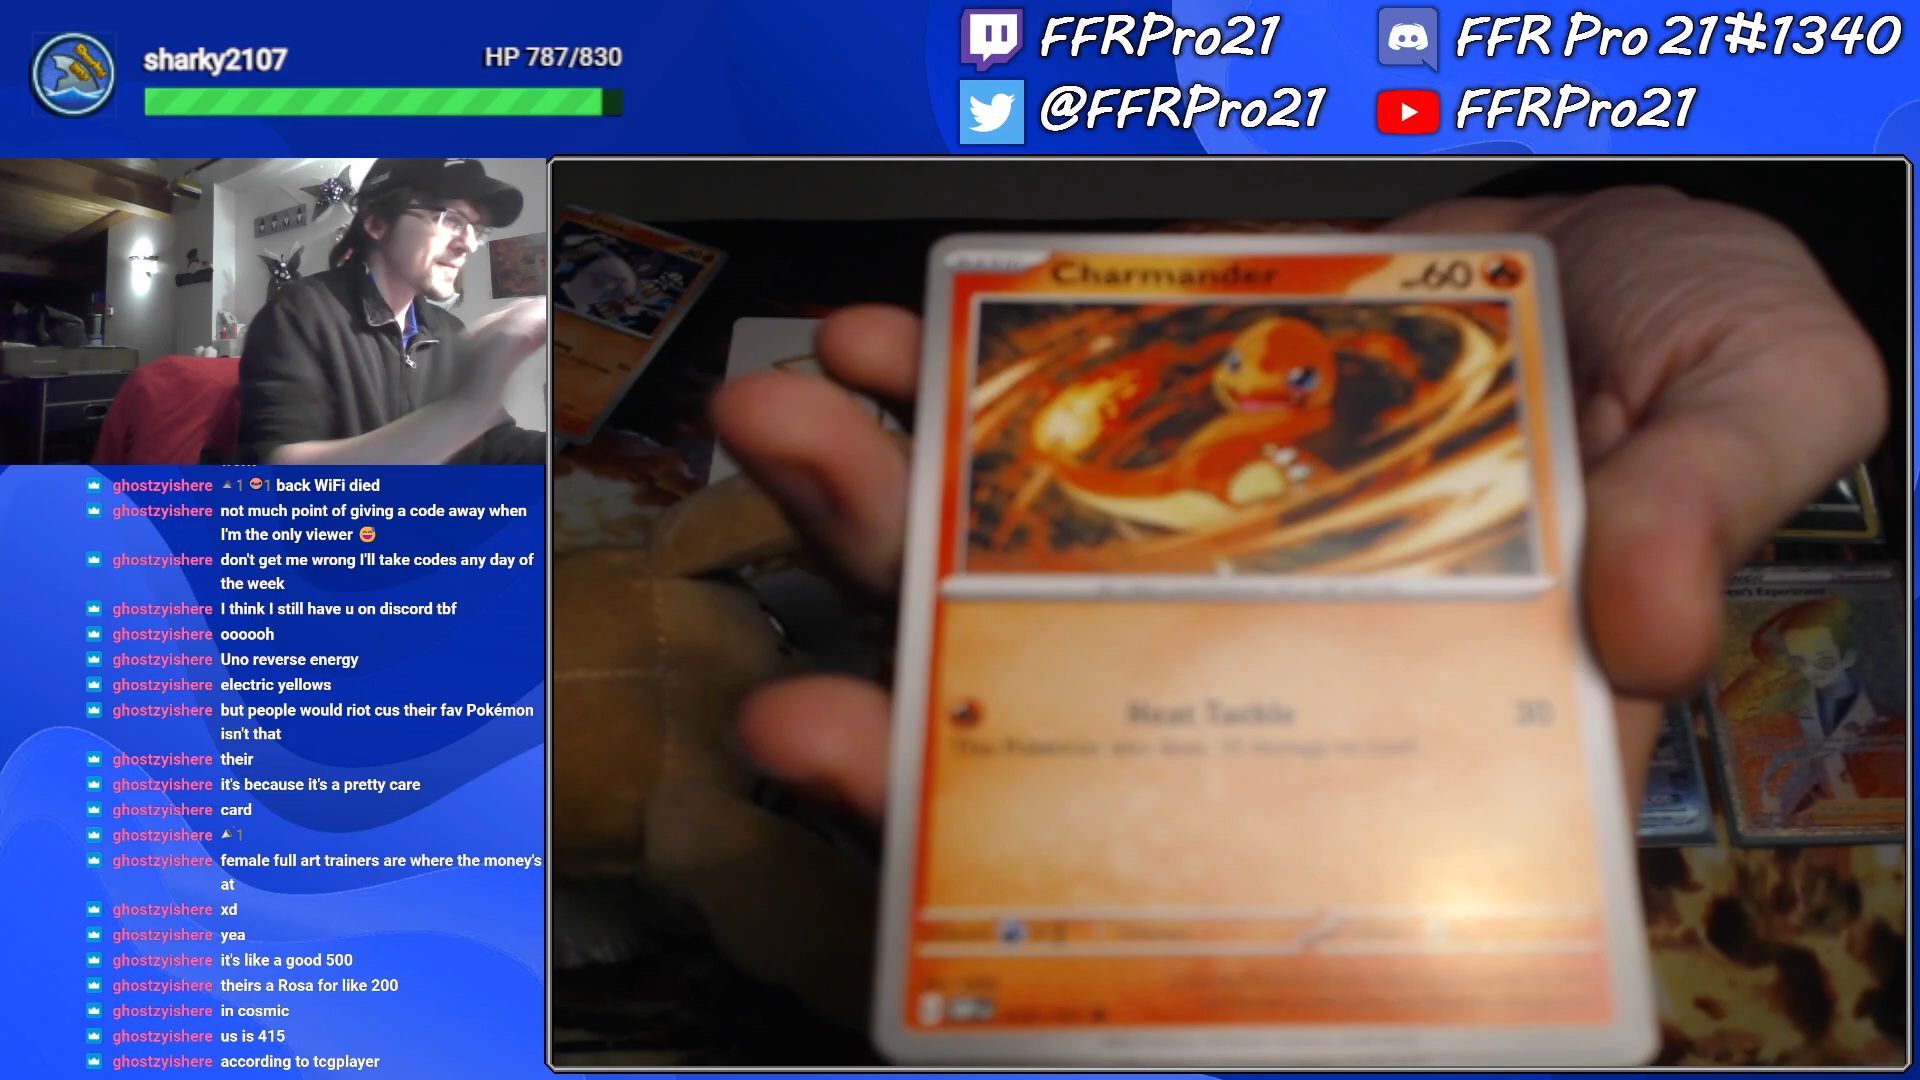 sharky2107
HP 787/830
FFRPro21
FFR Pro 21#1340
@FFRPro21
FFRPro21
ghostzyishere 1 1 back WiFi died
ghostzyishere not much point of giving a code away when
I'm the only viewer 😅
ghostzyishere don't get me wrong I'll take codes any day of
the week
ghostzyishere I think I still have u on discord tbf
ghostzyishere oooooh
ghostzyishere Uno reverse energy
ghostzyishere electric yellows
ghostzyishere but people would riot cus their fav Pokémon
isn't that
ghostzyishere their
ghostzyishere it's because it's a pretty care
ghostzyishere card
ghostzyishere 1
ghostzyishere female full art trainers are where the money's
at
ghostzyishere xd
ghostzyishere yea
ghostzyishere it's like a good 500
ghostzyishere theirs a Rosa for like 200
ghostzyishere in cosmic
ghostzyishere us is 415
ghostzyishere according to tcgplayer
Charmander 60
Heat Tackle 30
Experiment